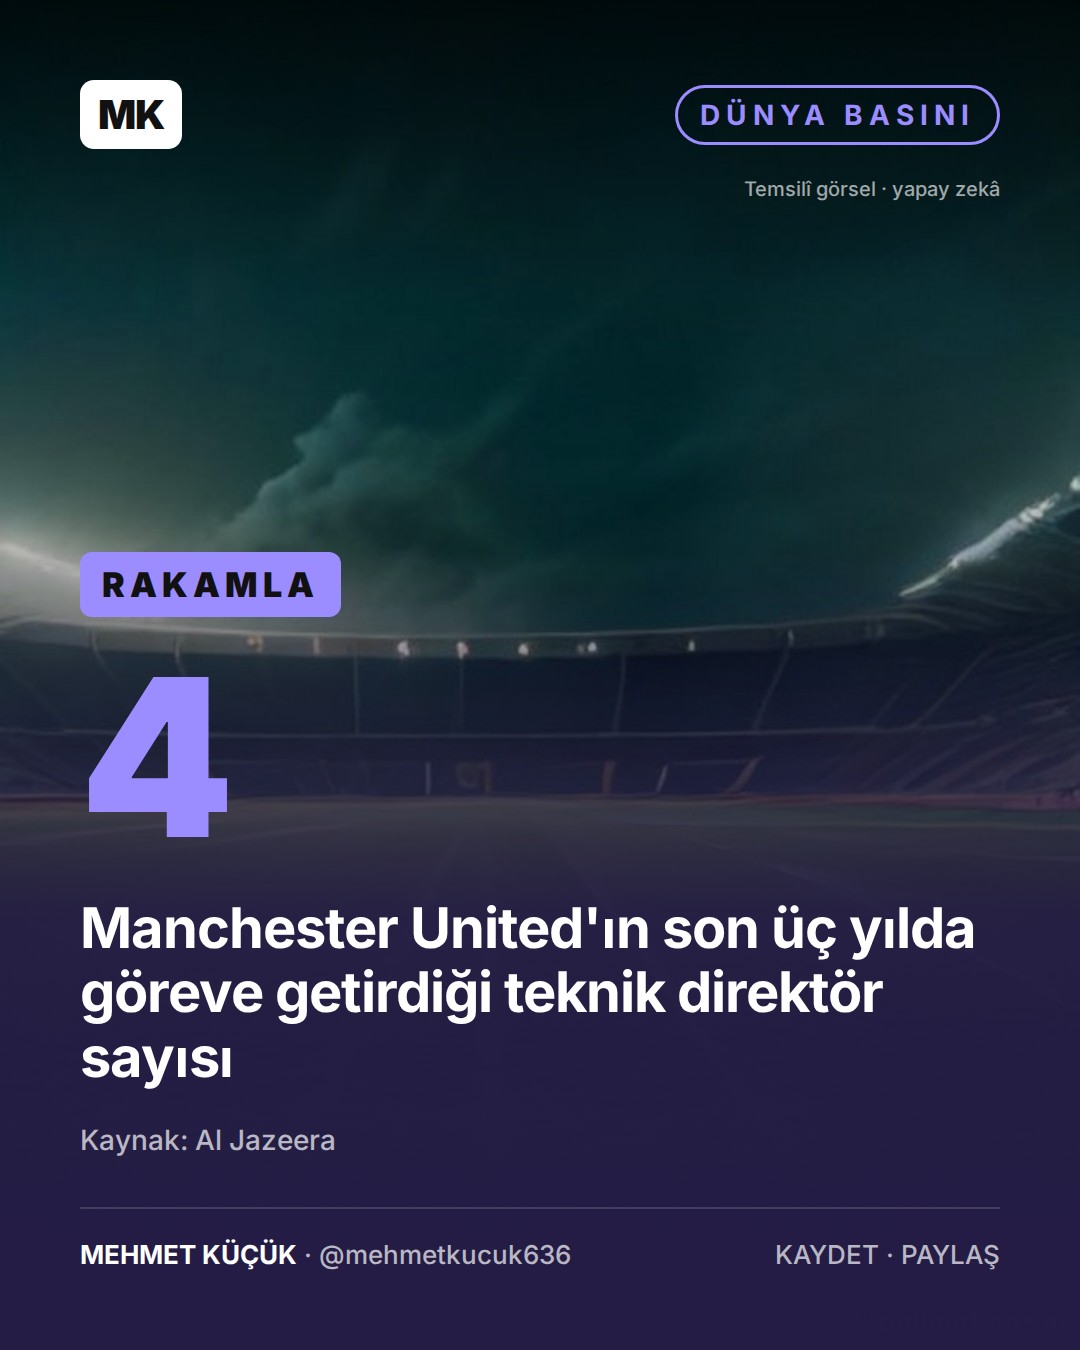 MK
DÜNYA BASINI
Temsilî görsel · yapay zekâ
RAKAMLA
4
Manchester United'ın son üç yılda
göreve getirdiği teknik direktör
sayısı
Kaynak: Al Jazeera
MEHMET KÜÇÜK · @mehmetkucuk636
KAYDET · PAYLAŞ